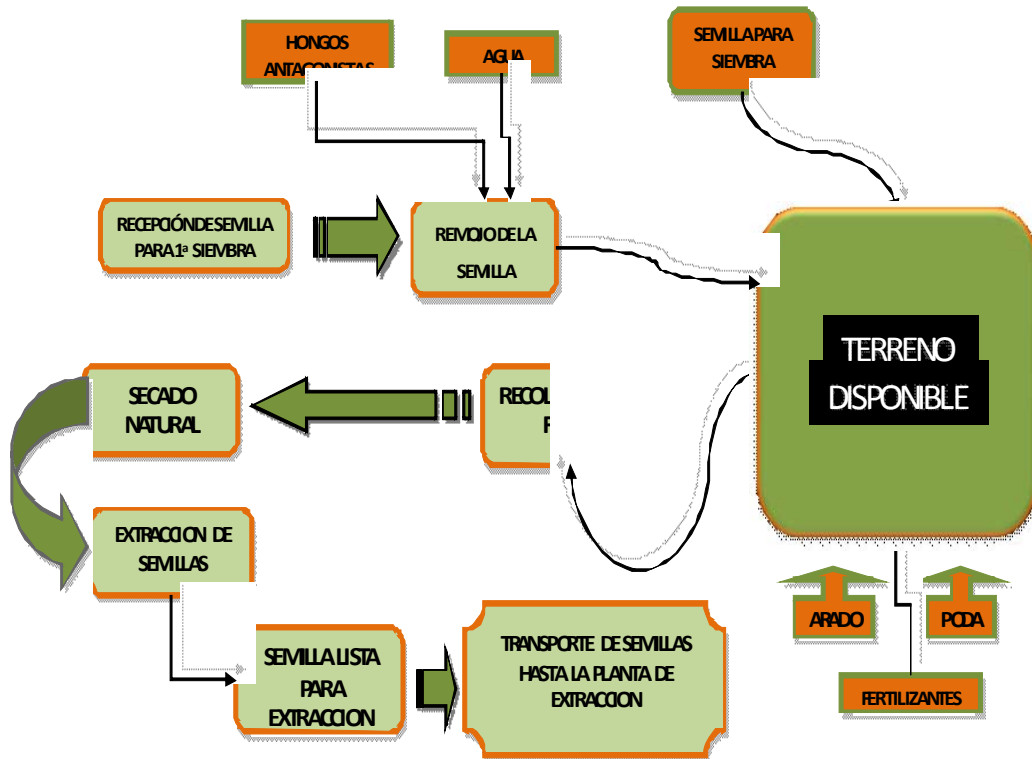 HONGOS
ANTAGONISTAS
AGUA
SEMILLA PARA
SIEMBRA
RECEPCIÓN DE SEMILLA
PARA 1ª SIEMBRA
REMOJO DE LA
SEMILLA
TERRENO
DISPONIBLE
SECADO
NATURAL
EXTRACCION DE
SEMILLAS
SEMILLA LISTA
PARA
EXTRACCION
TRANSPORTE DE SEMILLAS
HASTA LA PLANTA DE
EXTRACCION
ARADO
PODA
FERTILIZANTES